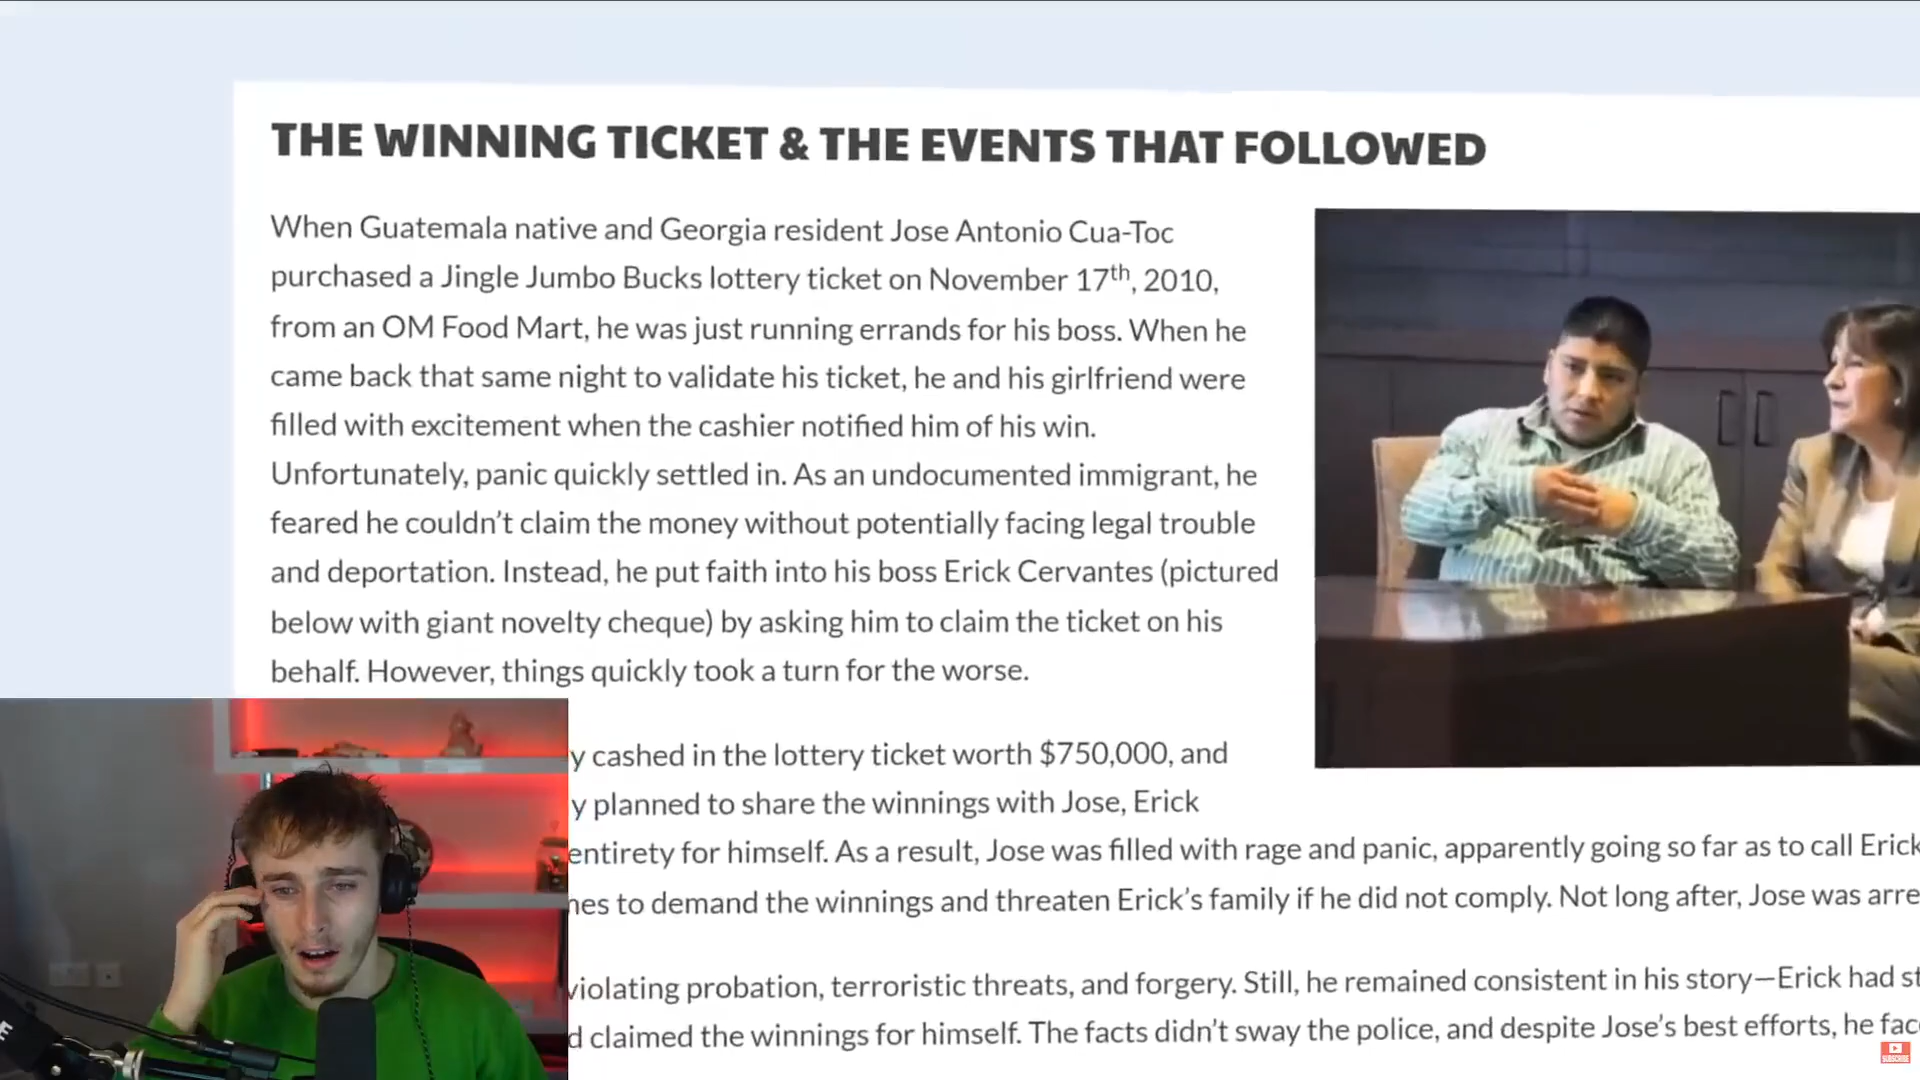 THE WINNING TICKET & THE EVENTS THAT FOLLOWED
When Guatemala native and Georgia resident Jose Antonio Cua-Toc
purchased a Jingle Jumbo Bucks lottery ticket on November 17th, 2010,
from an OM Food Mart, he was just running errands for his boss. When he
came back that same night to validate his ticket, he and his girlfriend were
filled with excitement when the cashier notified him of his win.
Unfortunately, panic quickly settled in. As an undocumented immigrant, he
feared he couldn’t claim the money without potentially facing legal trouble
and deportation. Instead, he put faith into his boss Erick Cervantes (pictured
below with giant novelty cheque) by asking him to claim the ticket on his
behalf. However, things quickly took a turn for the worse.
y cashed in the lottery ticket worth $750,000, and
y planned to share the winnings with Jose, Erick
entirety for himself. As a result, Jose was filled with rage and panic, apparently going so far as to call Erick
nes to demand the winnings and threaten Erick’s family if he did not comply. Not long after, Jose was arre
violating probation, terroristic threats, and forgery. Still, he remained consistent in his story—Erick had st
d claimed the winnings for himself. The facts didn’t sway the police, and despite Jose’s best efforts, he fac
SUBSCRIBE